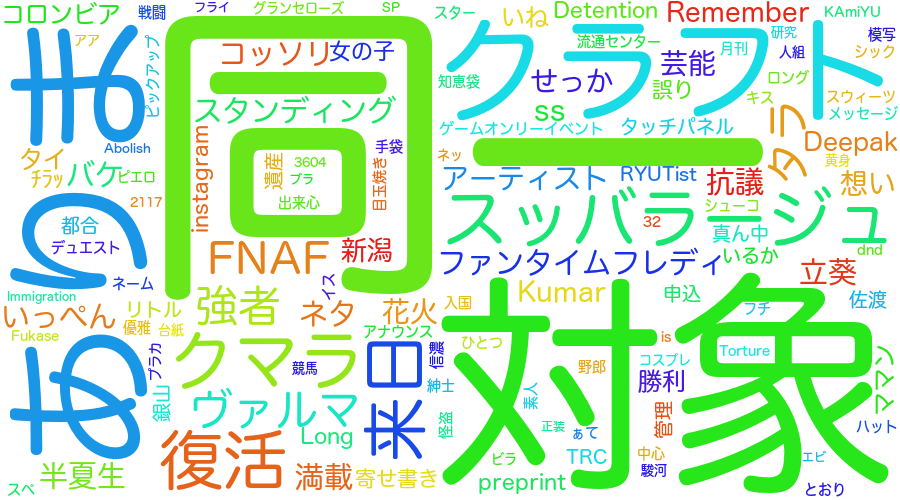 コロンビア
戦闘
フライ
グランセローズ
SP
スター
いね
Detention
Remember
KAmiYU
アア
ピックアップ
コッソリ
女の子
流通センター
月刊
研究
模写
あまり
同一
クラフト
人組
シック
知恵袋
せっか
芸能
誤り
ロング
スタンディング
ss
キス
スウィーツ
ゲームオンリーイベント
タッチパネル
メッセージ
Abolish
instagram
手袋
タラ
Deepak
タイ
ﾁﾗｯ
バケ
ピエロ
遺産
3604
ブラ
目玉焼き
ネッ
アーティスト
RYUTist
抗議
黄身
想い
2117
出来心
スッバラージュ
シューコ
32
都合
デュエスト
FNAF
新潟
真ん中
いるか
dnd
ファンタイムフレディ
立葵
ネーム
イス
Kumar
申込
佐渡
Immigration
強者
ネタ
花火
入国
対象
フチ
いっぺん
リトル
優雅
台紙
アナウンス
Fukase
ひとつ
is
Torture
プラカ
クマラ
競馬
来日
信濃
野郎
コスプレ
ママン
紳士
素人
勝利
銀山
ヴァルマ
怪盗
正装
ぁて
管理
ハット
復活
Long
TRC
中心
エビ
半夏生
満載
寄せ書き
ビラ
駿河
スペ
preprint
とおり